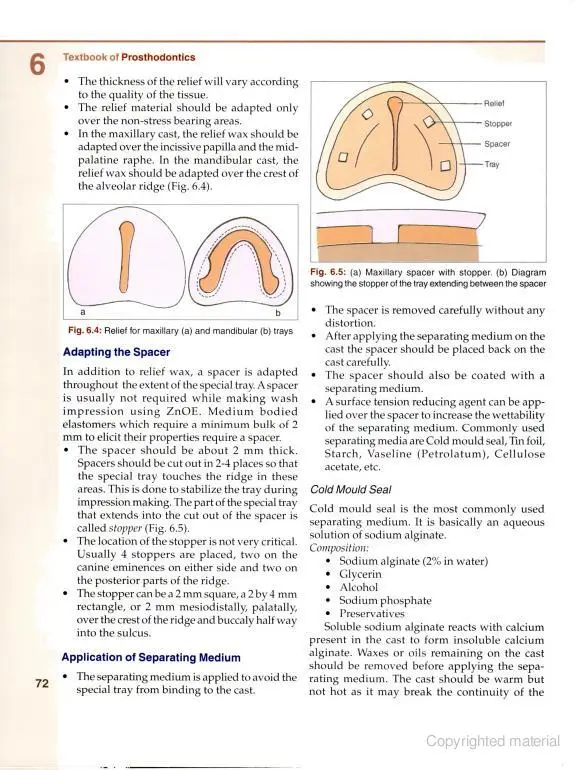 6
Textbook of Prosthodontics
• The thickness of the relief will vary according
to the quality of the tissue.
• The relief material should be adapted only
over the non-stress bearing areas.
• In the maxillary cast, the relief wax should be
adapted over the incissive papilla and the mid-
palatine raphe. In the mandibular cast, the
relief wax should be adapted over the crest of
the alveolar ridge (Fig. 6.4).
a
b
Fig. 6.4: Relief for maxillary (a) and mandibular (b) trays
Adapting the Spacer
In addition to relief wax, a spacer is adapted
throughout the extent of the special tray. A spacer
is usually not required while making wash
impression using ZnOE. Medium bodied
elastomers which require a minimum bulk of 2
mm to elicit their properties require a spacer.
• The spacer should be about 2 mm thick.
Spacers should be cut out in 2-4 places so that
the special tray touches the ridge in these
areas. This is done to stabilize the tray during
impression making. The part of the special tray
that extends into the cut out of the spacer is
called stopper (Fig. 6.5).
• The location of the stopper is not very critical.
Usually 4 stoppers are placed, two on the
canine eminences on either side and two on
the posterior parts of the ridge.
• The stopper can be a 2 mm square, a 2 by 4 mm
rectangle, or 2 mm mesiodistally, palatally,
over the crest of the ridge and buccaly half way
into the sulcus.
Application of Separating Medium
• The separating medium is applied to avoid the
special tray from binding to the cast.
72
Relief
Stopper
Spacer
Tray
Fig. 6.5: (a) Maxillary spacer with stopper. (b) Diagram
showing the stopper of the tray extending between the spacer
• The spacer is removed carefully without any
distortion.
• After applying the separating medium on the
cast the spacer should be placed back on the
cast carefully.
• The spacer should also be coated with a
separating medium.
• A surface tension reducing agent can be app-
lied over the spacer to increase the wettability
of the separating medium. Commonly used
separating media are Cold mould seal, Tin foil,
Starch, Vaseline (Petrolatum), Cellulose
acetate, etc.
Cold Mould Seal
Cold mould seal is the most commonly used
separating medium. It is basically an aqueous
solution of sodium alginate.
Composition:
• Sodium alginate (2% in water)
• Glycerin
• Alcohol
• Sodium phosphate
• Preservatives
Soluble sodium alginate reacts with calcium
present in the cast to form insoluble calcium
alginate. Waxes or oils remaining on the cast
should be removed before applying the sepa-
rating medium. The cast should be warm but
not hot as it may break the continuity of the
Copyrighted material